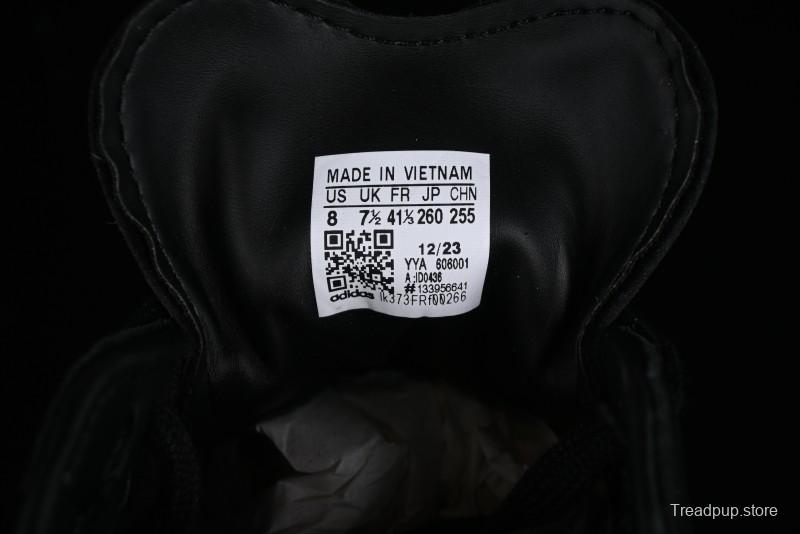 MADE IN VIETNAM
US UK FR JP CHN
8 7½ 41⅓ 260 255
12/23
YYA 606001
A:ID0436
#133956641
adidas lk373FRf00266
Treadpup.store